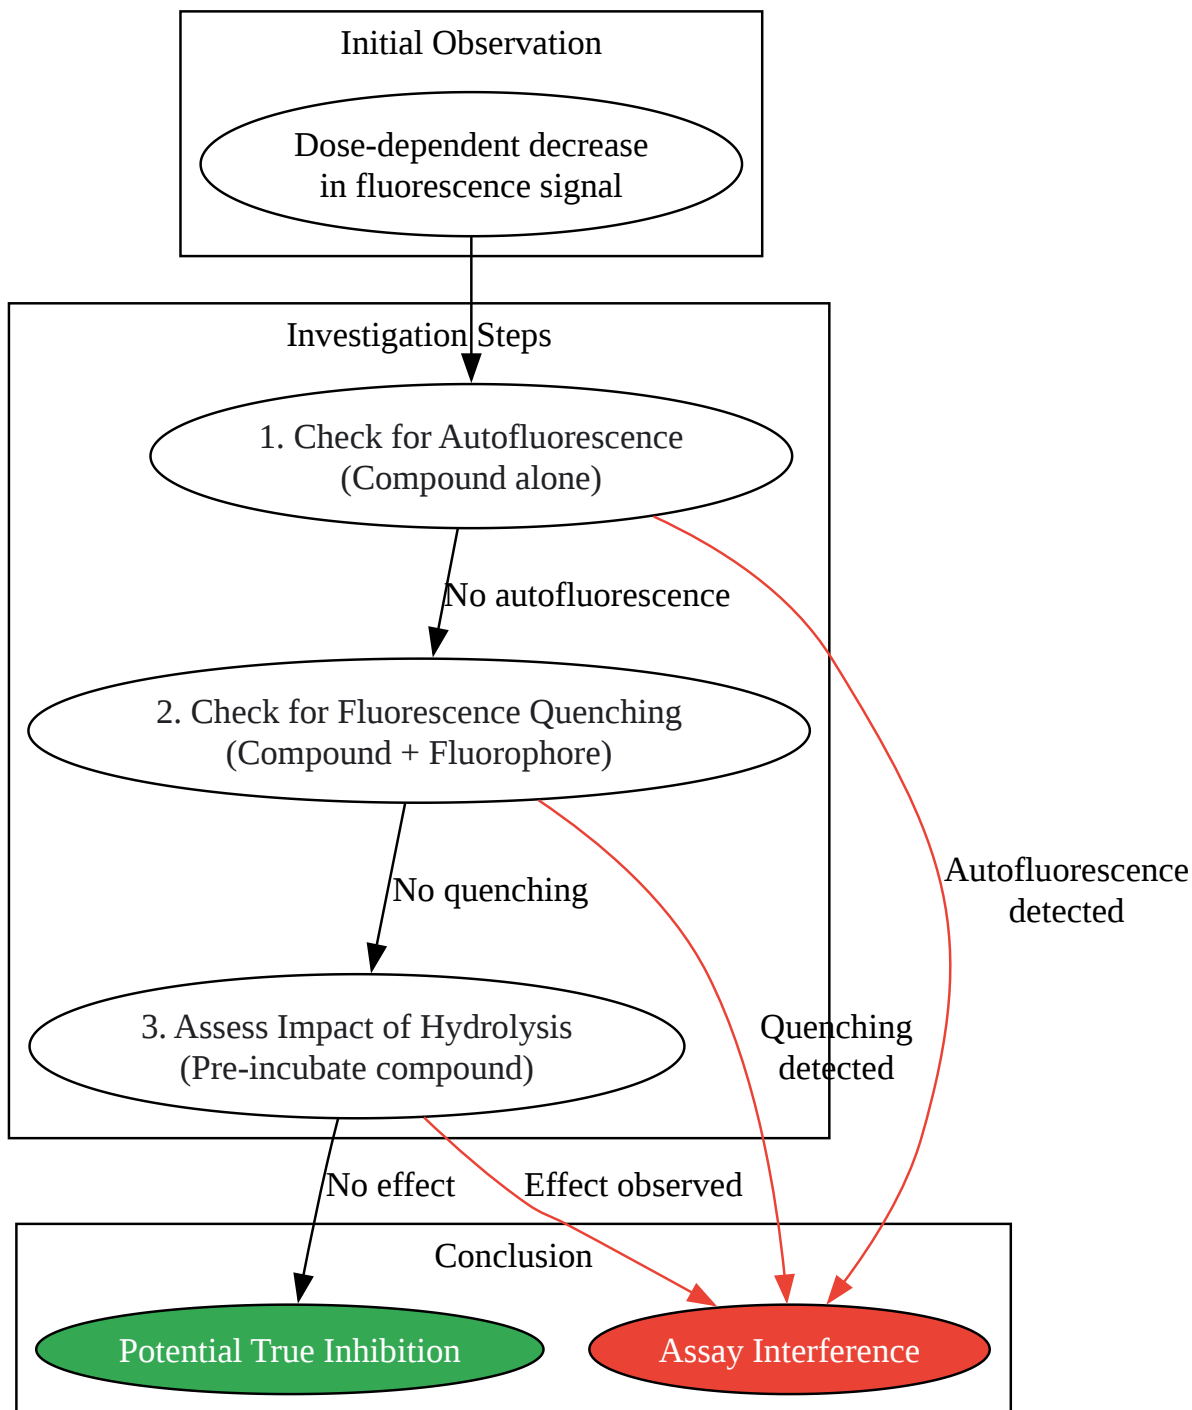 Initial Observation
Dose-dependent decrease
in fluorescence signal
Investigation Steps
1. Check for Autofluorescence
(Compound alone)
No autofluorescence
2. Check for Fluorescence Quenching
(Compound + Fluorophore)
Autofluorescence
detected
No quenching
3. Assess Impact of Hydrolysis
(Pre-incubate compound)
Quenching
detected
No effect
Effect observed
Conclusion
Potential True Inhibition
Assay Interference